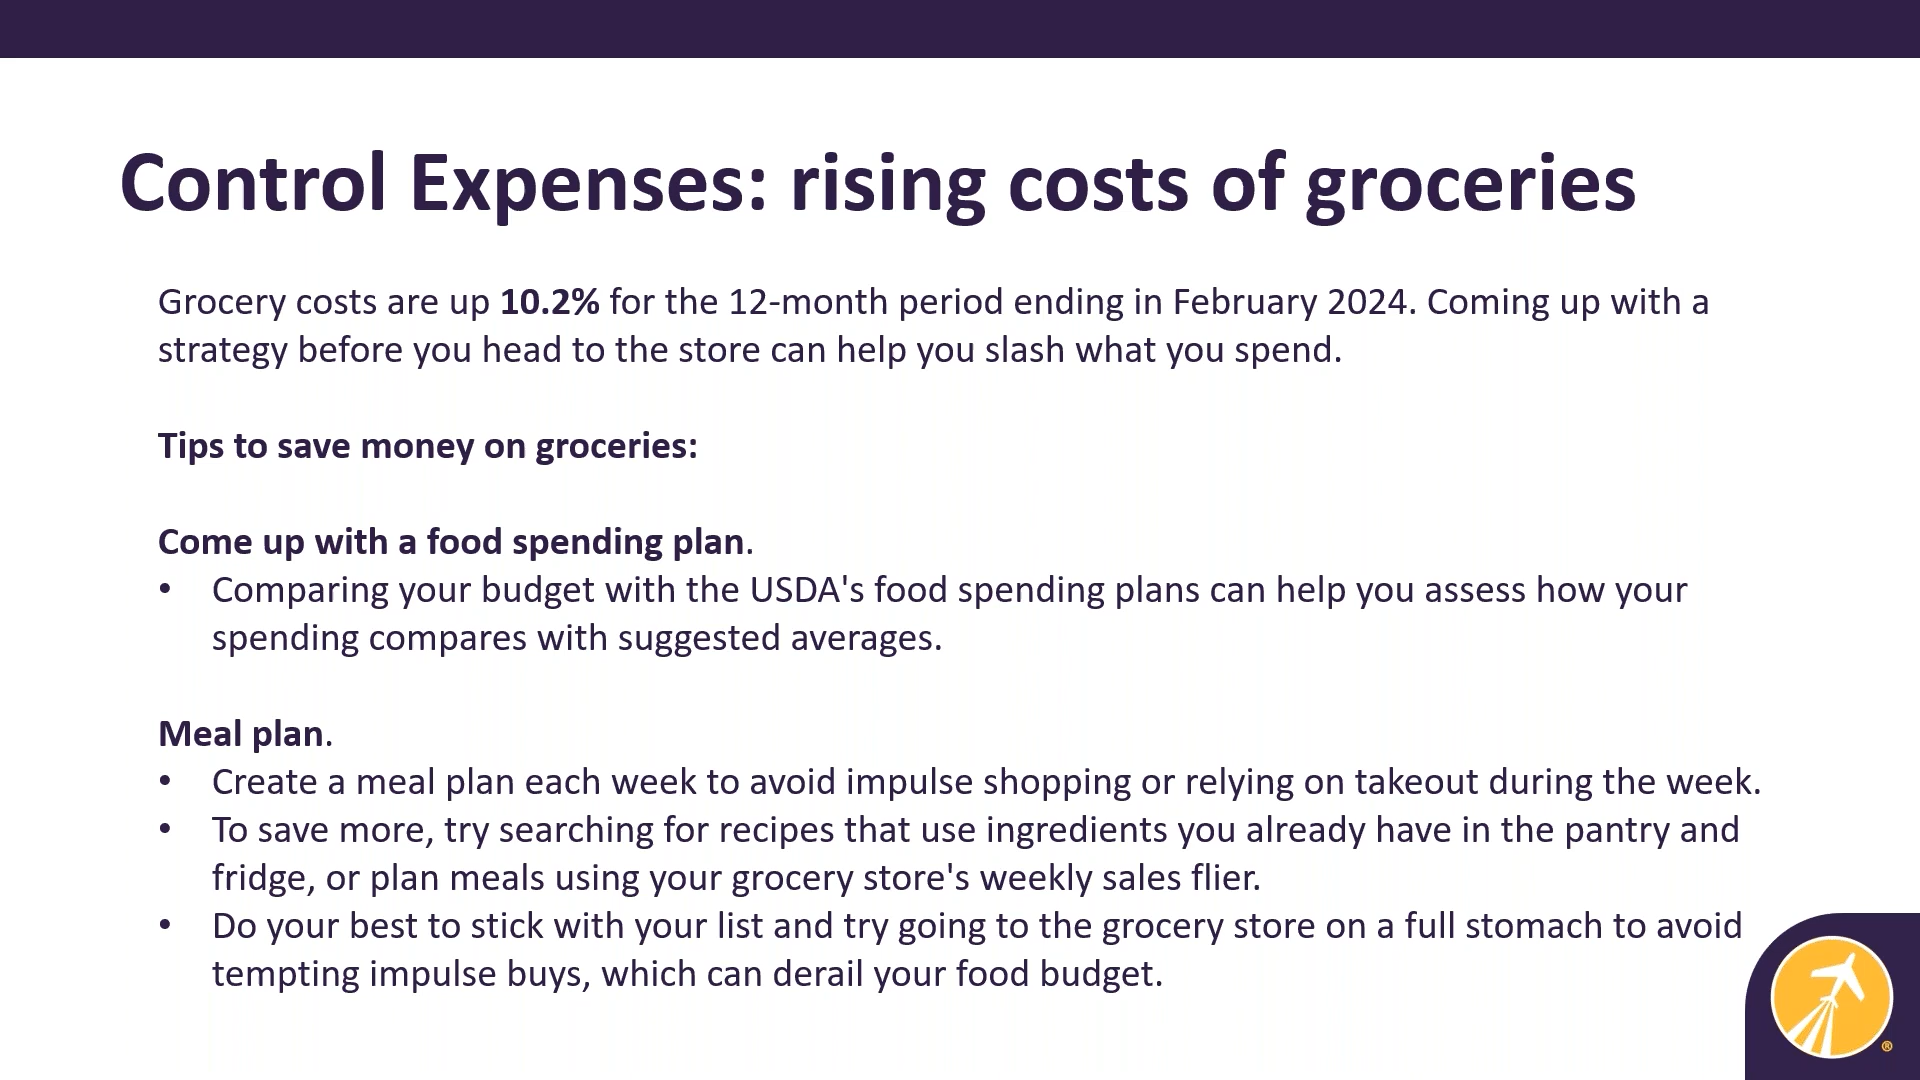 Control Expenses: rising costs of groceries
Grocery costs are up 10.2% for the 12-month period ending in February 2024. Coming up with a
strategy before you head to the store can help you slash what you spend.
Tips to save money on groceries:
Come up with a food spending plan.
• Comparing your budget with the USDA's food spending plans can help you assess how your
spending compares with suggested averages.
Meal plan.
• Create a meal plan each week to avoid impulse shopping or relying on takeout during the week.
• To save more, try searching for recipes that use ingredients you already have in the pantry and
fridge, or plan meals using your grocery store's weekly sales flier.
• Do your best to stick with your list and try going to the grocery store on a full stomach to avoid
tempting impulse buys, which can derail your food budget.
®